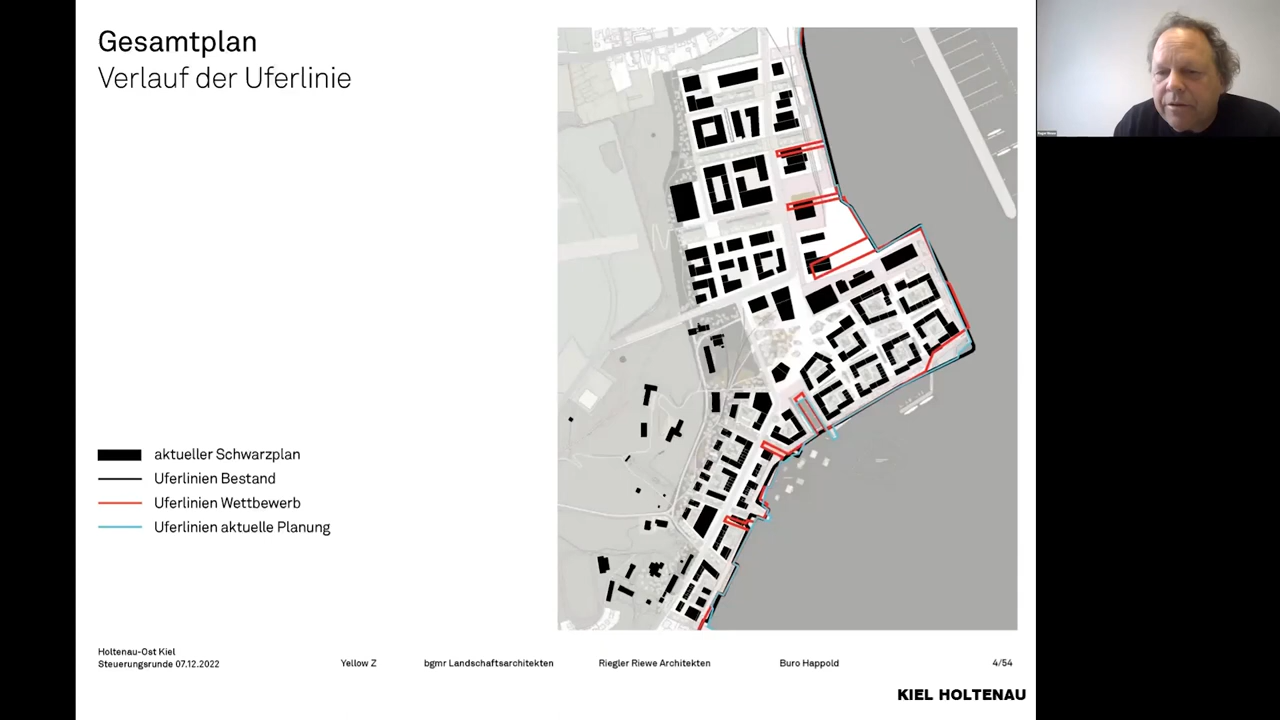 Gesamtplan
Verlauf der Uferlinie
aktueller Schwarzplan
Uferlinien Bestand
Uferlinien Wettbewerb
Uferlinien aktuelle Planung
Holtenau-Ost Kiel
Steuerungsrunde 07.12.2022
Yellow Z
bgmr Landschaftsarchitekten
Riegler Riewe Architekten
Buro Happold
4/54
KIEL HOLTENAU